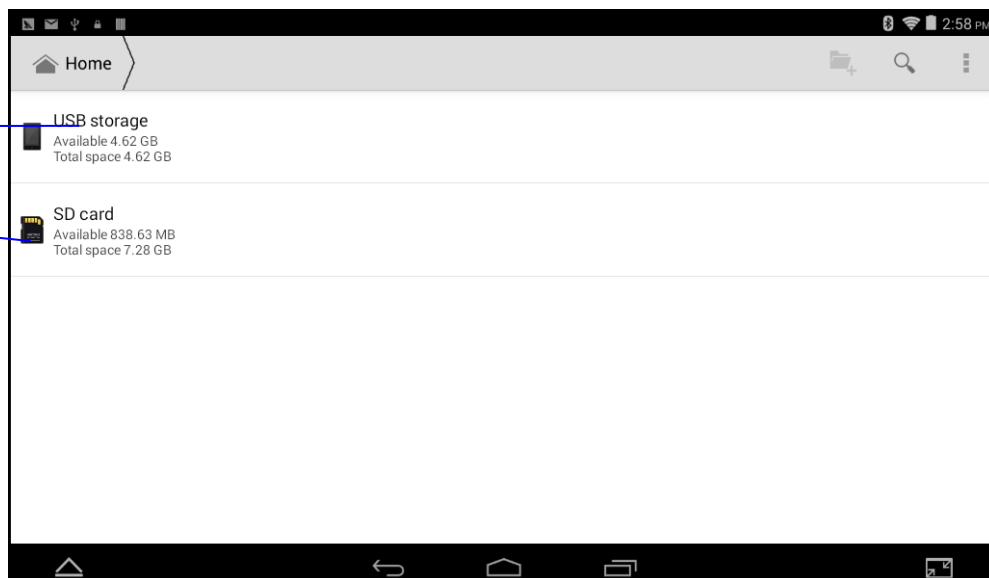 2:58 PM
Home
USB storage
Available 4.62 GB
Total space 4.62 GB
SD card
Available 838.63 MB
Total space 7.28 GB